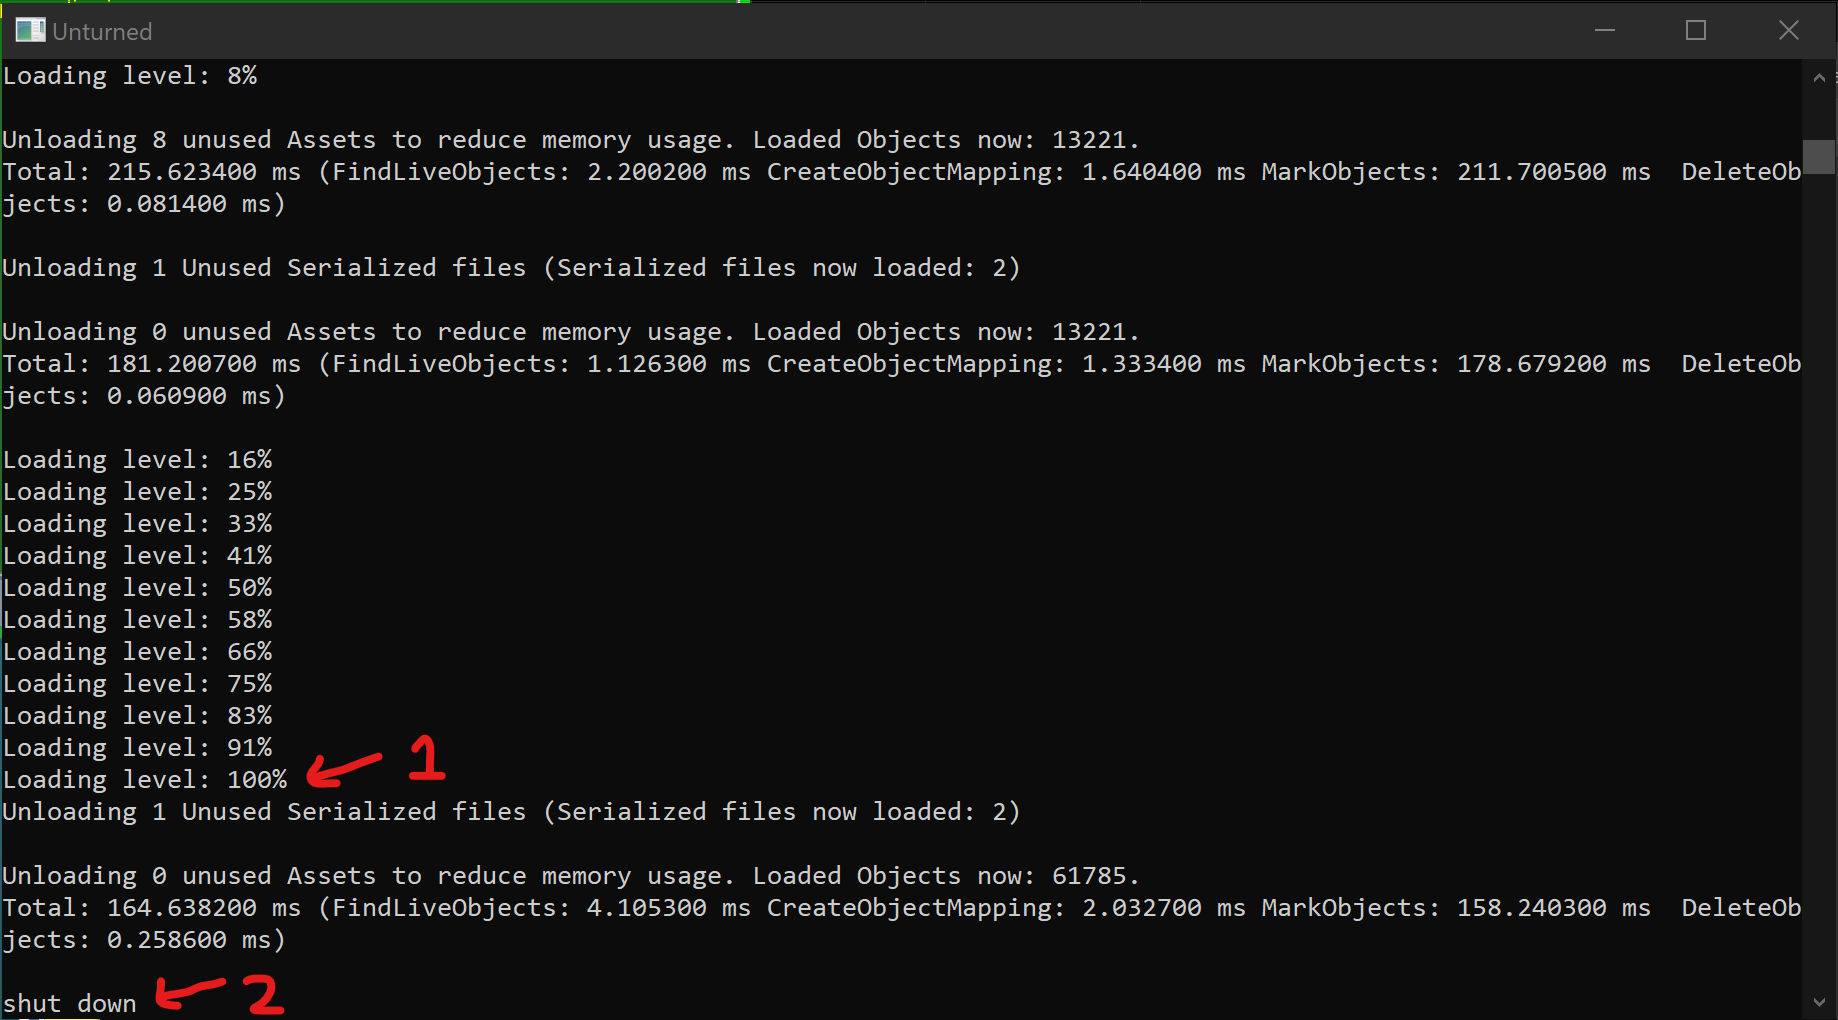 Unturned
Loading level: 8%
Unloading 8 unused Assets to reduce memory usage. Loaded Objects now: 13221.
Total: 215.623400 ms (FindLiveObjects: 2.200200 ms CreateObjectMapping: 1.640400 ms MarkObjects: 211.700500 ms  DeleteOb
jects: 0.081400 ms)
Unloading 1 Unused Serialized files (Serialized files now loaded: 2)
Unloading 0 unused Assets to reduce memory usage. Loaded Objects now: 13221.
Total: 181.200700 ms (FindLiveObjects: 1.126300 ms CreateObjectMapping: 1.333400 ms MarkObjects: 178.679200 ms  DeleteOb
jects: 0.060900 ms)
Loading level: 16%
Loading level: 25%
Loading level: 33%
Loading level: 41%
Loading level: 50%
Loading level: 58%
Loading level: 66%
Loading level: 75%
Loading level: 83%
Loading level: 91%
Loading level: 100% 1
Unloading 1 Unused Serialized files (Serialized files now loaded: 2)
Unloading 0 unused Assets to reduce memory usage. Loaded Objects now: 61785.
Total: 164.638200 ms (FindLiveObjects: 4.105300 ms CreateObjectMapping: 2.032700 ms MarkObjects: 158.240300 ms  DeleteOb
jects: 0.258600 ms)
shut down 2